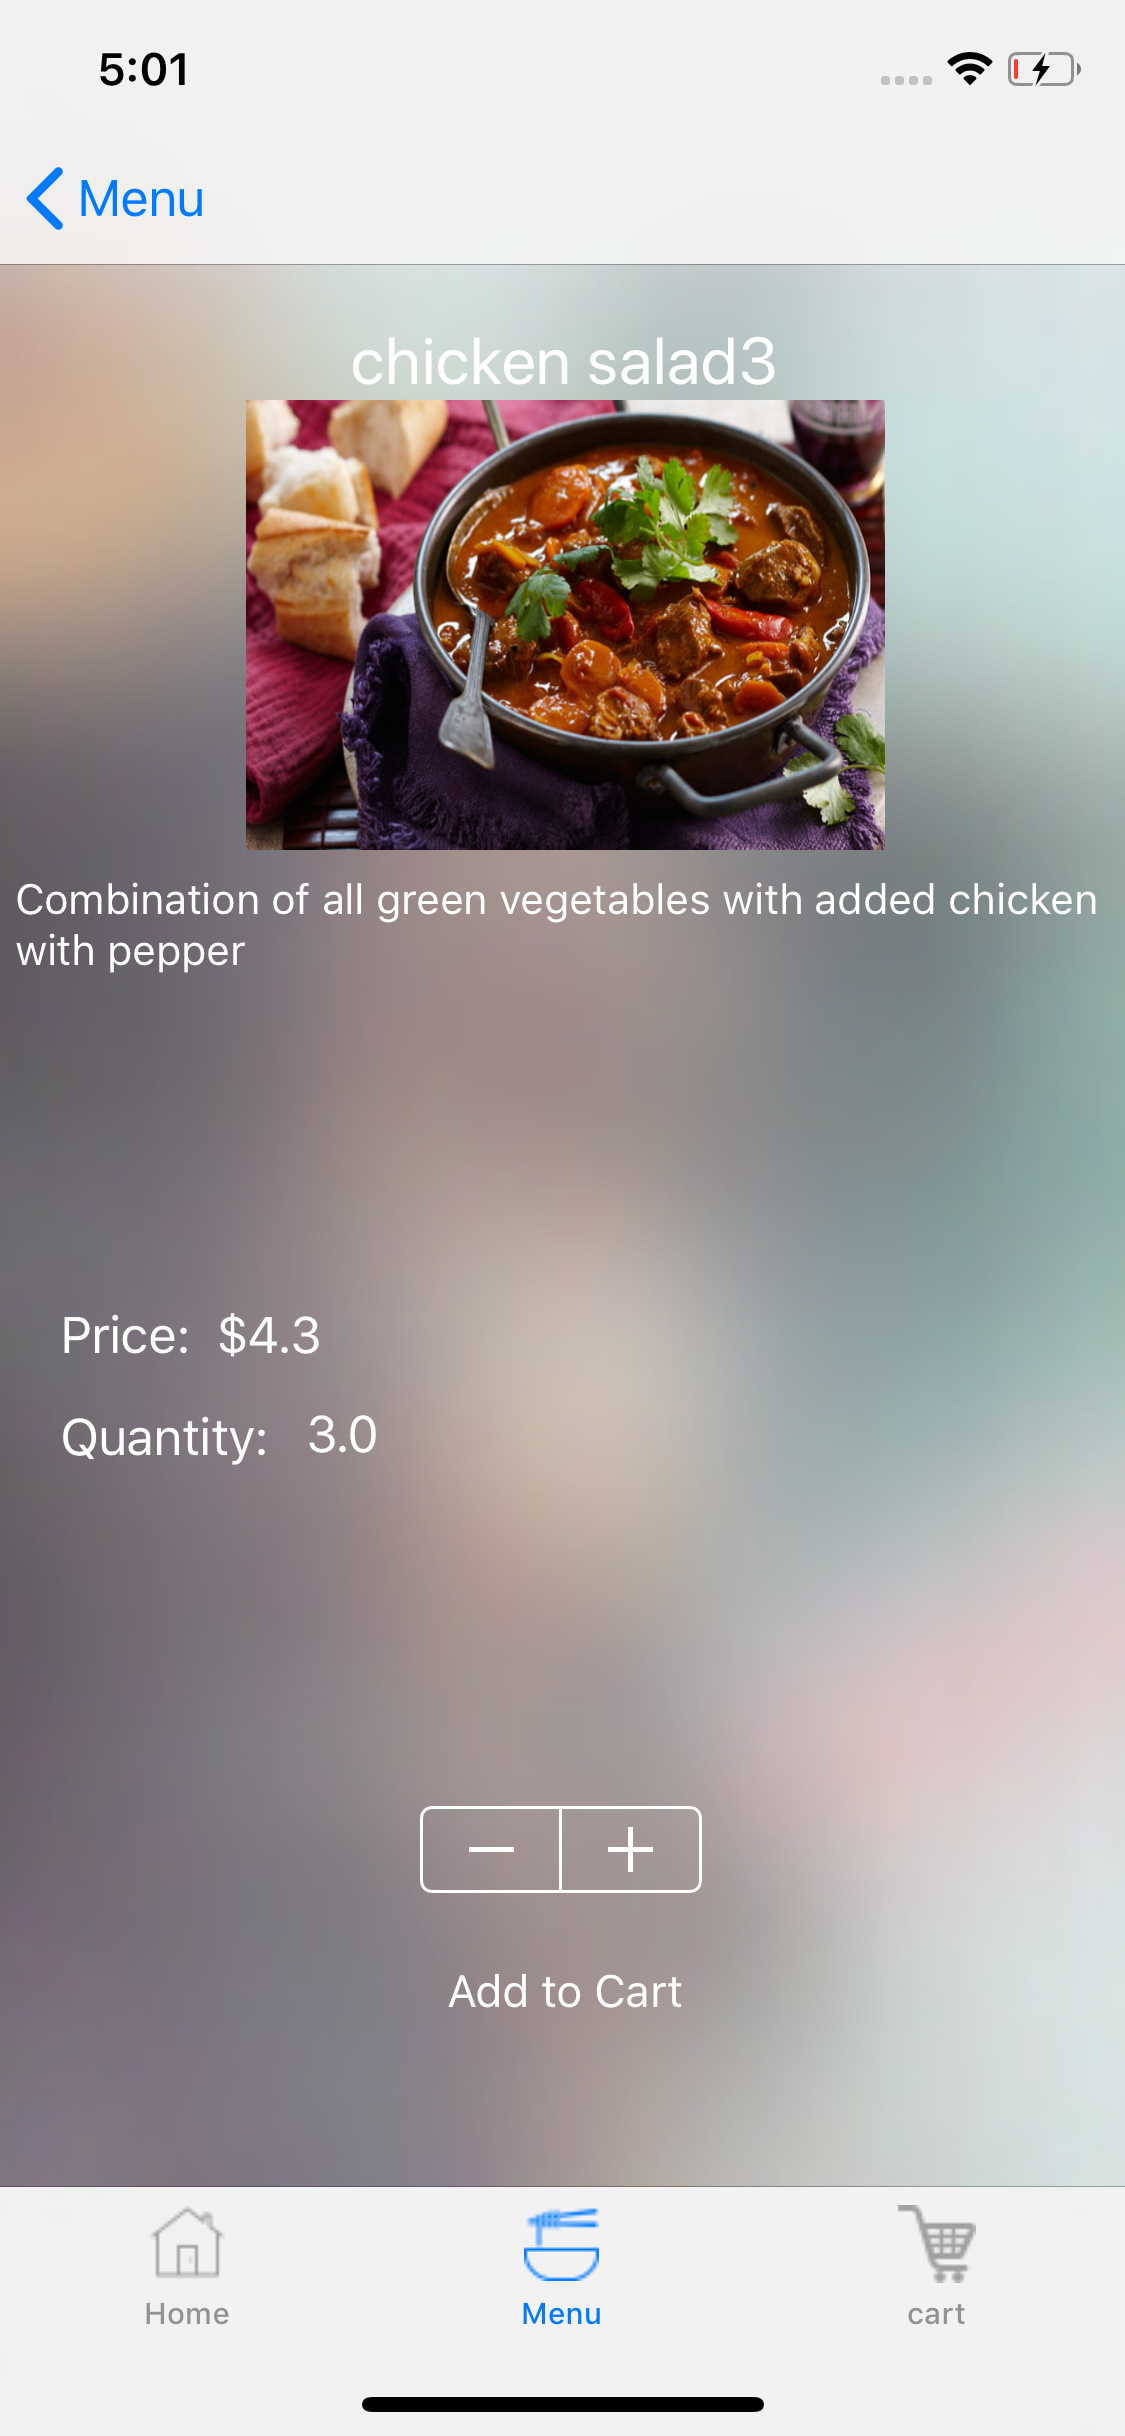 5:01
Menu
chicken salad3
Combination of all green vegetables with added chicken
with pepper
Price: $4.3
Quantity: 3.0
Add to Cart
Home
Menu
cart